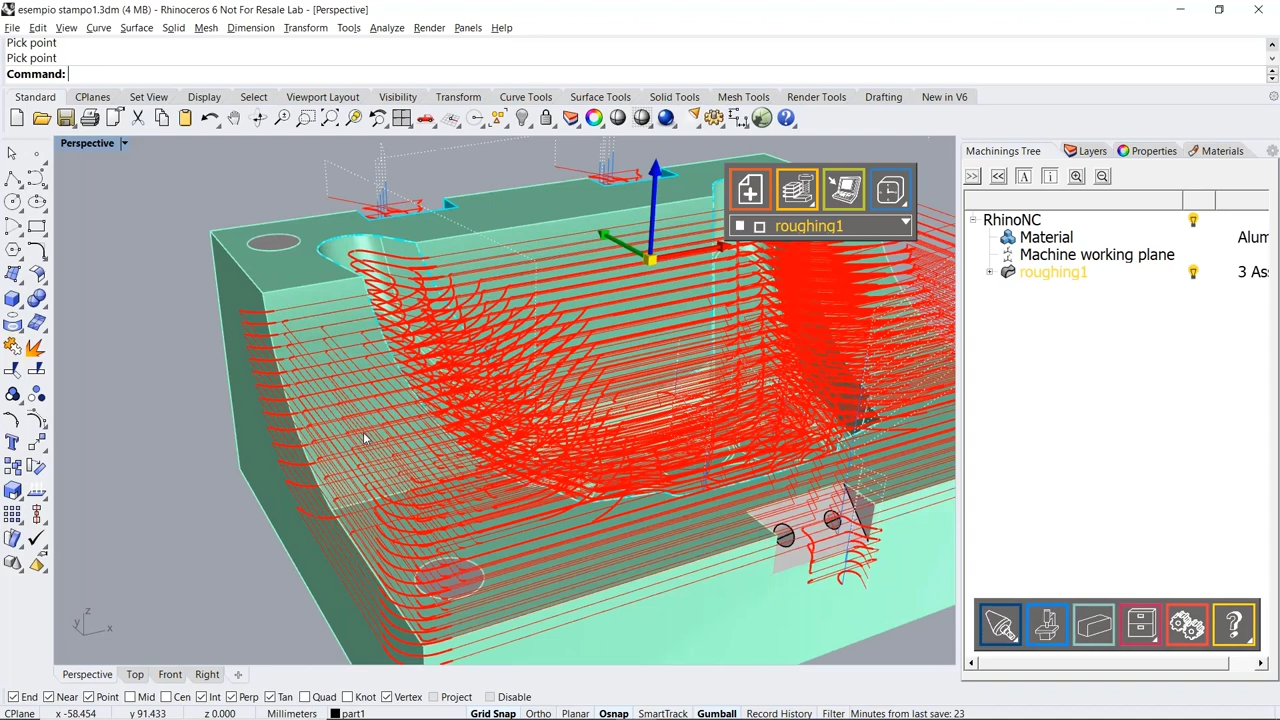 esempio stampo1.3dm (4 MB) - Rhinoceros 6 Not For Resale Lab - [Perspective]
File Edit View Curve Surface Solid Mesh Dimension Transform Tools Analyze Render Panels Help
Pick point
Pick point
Command:
Standard CPlanes Set View Display Select Viewport Layout Visibility Transform Curve Tools Surface Tools Solid Tools Mesh Tools Render Tools Drafting New in V6
Perspective
Machinings Tree Layers Properties Materials
>> << A i
roughing1
RhinoNC
Material Alum
Machine working plane
roughing1 3 As
?
z
y x
Perspective Top Front Right
End Near Point Mid Cen Int Perp Tan Quad Knot Vertex Project Disable
CPlane x -58.454 y 91.433 z 0.000 Millimeters part1 Grid Snap Ortho Planar Osnap SmartTrack Gumball Record History Filter Minutes from last save: 23